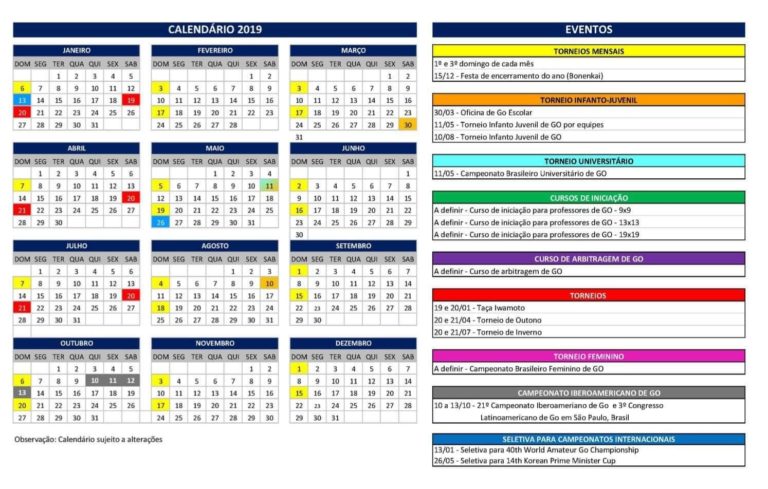 CALENDÁRIO 2019
JANEIRO
DOM SEG TER QUA QUI SEX SAB
1 2 3 4 5
6 7 8 9 10 11 12
13 14 15 16 17 18 19
20 21 22 23 24 25 26
27 28 29 30 31
FEVEREIRO
DOM SEG TER QUA QUI SEX SAB
1 2
3 4 5 6 7 8 9
10 11 12 13 14 15 16
17 18 19 20 21 22 23
24 25 26 27 28
MARÇO
DOM SEG TER QUA QUI SEX SAB
1 2
3 4 5 6 7 8 9
10 11 12 13 14 15 16
17 18 19 20 21 22 23
24 25 26 27 28 29 30
31
ABRIL
DOM SEG TER QUA QUI SEX SAB
1 2 3 4 5 6
7 8 9 10 11 12 13
14 15 16 17 18 19 20
21 22 23 24 25 26 27
28 29 30
MAIO
DOM SEG TER QUA QUI SEX SAB
1 2 3 4
5 6 7 8 9 10 11
12 13 14 15 16 17 18
19 20 21 22 23 24 25
26 27 28 29 30 31
JUNHO
DOM SEG TER QUA QUI SEX SAB
1
2 3 4 5 6 7 8
9 10 11 12 13 14 15
16 17 18 19 20 21 22
23 24 25 26 27 28 29
30
JULHO
DOM SEG TER QUA QUI SEX SAB
1 2 3 4 5 6
7 8 9 10 11 12 13
14 15 16 17 18 19 20
21 22 23 24 25 26 27
28 29 30 31
AGOSTO
DOM SEG TER QUA QUI SEX SAB
1 2 3
4 5 6 7 8 9 10
11 12 13 14 15 16 17
18 19 20 21 22 23 24
25 26 27 28 29 30 31
SETEMBRO
DOM SEG TER QUA QUI SEX SAB
1 2 3 4 5 6 7
8 9 10 11 12 13 14
15 16 17 18 19 20 21
22 23 24 25 26 27 28
29 30
OUTUBRO
DOM SEG TER QUA QUI SEX SAB
1 2 3 4 5
6 7 8 9 10 11 12
13 14 15 16 17 18 19
20 21 22 23 24 25 26
27 28 29 30 31
NOVEMBRO
DOM SEG TER QUA QUI SEX SAB
1 2
3 4 5 6 7 8 9
10 11 12 13 14 15 16
17 18 19 20 21 22 23
24 25 26 27 28 29 30
DEZEMBRO
DOM SEG TER QUA QUI SEX SAB
1 2 3 4 5 6 7
8 9 10 11 12 13 14
15 16 17 18 19 20 21
22 23 24 25 26 27 28
29 30 31
Observação: Calendário sujeito a alterações
EVENTOS
TORNEIOS MENSAIS
1º e 3º domingo de cada mês
15/12 - Festa de encerramento do ano (Bonenkai)
TORNEIO INFANTO-JUVENIL
30/03 - Oficina de Go Escolar
11/05 - Torneio Infanto Juvenil de GO por equipes
10/08 - Torneio Infanto Juvenil de GO
TORNEIO UNIVERSITÁRIO
11/05 - Campeonato Brasileiro Universitário de GO
CURSOS DE INICIAÇÃO
A definir - Curso de iniciação para professores de GO - 9x9
A definir - Curso de iniciação para professores de GO - 13x13
A definir - Curso de iniciação para professores de GO - 19x19
CURSO DE ARBITRAGEM DE GO
A definir - Curso de arbitragem de GO
TORNEIOS
19 e 20/01 - Taça Iwamoto
20 e 21/04 - Torneio de Outono
20 e 21/07 - Torneio de Inverno
TORNEIO FEMININO
A definir - Campeonato Brasileiro Feminino de GO
CAMPEONATO IBEROAMERICANO DE GO
10 a 13/10 - 21º Campeonato Iberoamericano de Go e 3º Congresso
Latinoamericano de Go em São Paulo, Brasil
SELETIVA PARA CAMPEONATOS INTERNACIONAIS
13/01 - Seletiva para 40th World Amateur Go Championship
26/05 - Seletiva para 14th Korean Prime Minister Cup